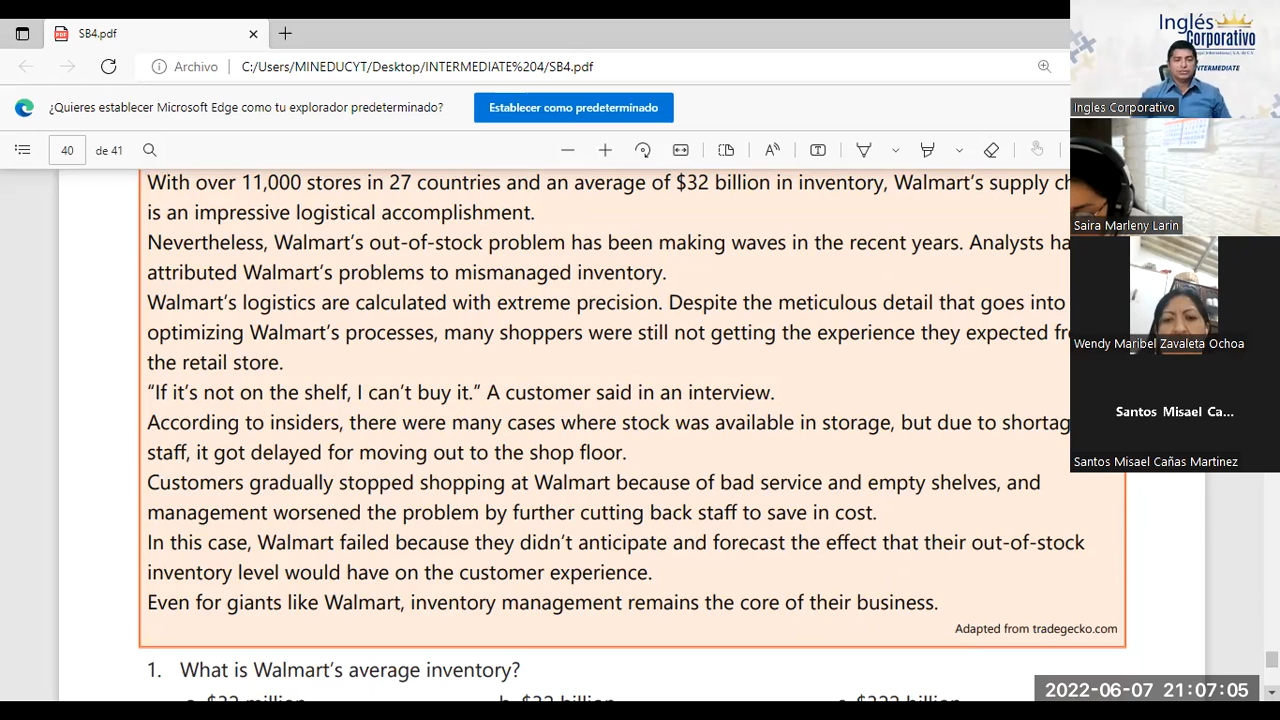 SB4.pdf
Archivo C:/Users/MINEDUCYT/Desktop/INTERMEDIATE%204/SB4.pdf
¿Quieres establecer Microsoft Edge como tu explorador predeterminado? Establecer como predeterminado
40 de 41
With over 11,000 stores in 27 countries and an average of $32 billion in inventory, Walmart's supply
is an impressive logistical accomplishment.
Nevertheless, Walmart's out-of-stock problem has been making waves in the recent years. Analysts
attributed Walmart's problems to mismanaged inventory.
Walmart's logistics are calculated with extreme precision. Despite the meticulous detail that goes into
optimizing Walmart's processes, many shoppers were still not getting the experience they expected
the retail store.
“If it's not on the shelf, I can't buy it.” A customer said in an interview.
According to insiders, there were many cases where stock was available in storage, but due to
staff, it got delayed for moving out to the shop floor.
Customers gradually stopped shopping at Walmart because of bad service and empty shelves, and
management worsened the problem by further cutting back staff to save in cost.
In this case, Walmart failed because they didn't anticipate and forecast the effect that their out-of-stock
inventory level would have on the customer experience.
Even for giants like Walmart, inventory management remains the core of their business.
Adapted from tradegecko.com
1. What is Walmart's average inventory?
Inglés
Corporativo
INTERMEDIATE
Ingles Corporativo
Saira Marleny Larin
Wendy Maribel Zavaleta Ochoa
Santos Misael Ca...
Santos Misael Cañas Martinez
2022-06-07 21:07:05